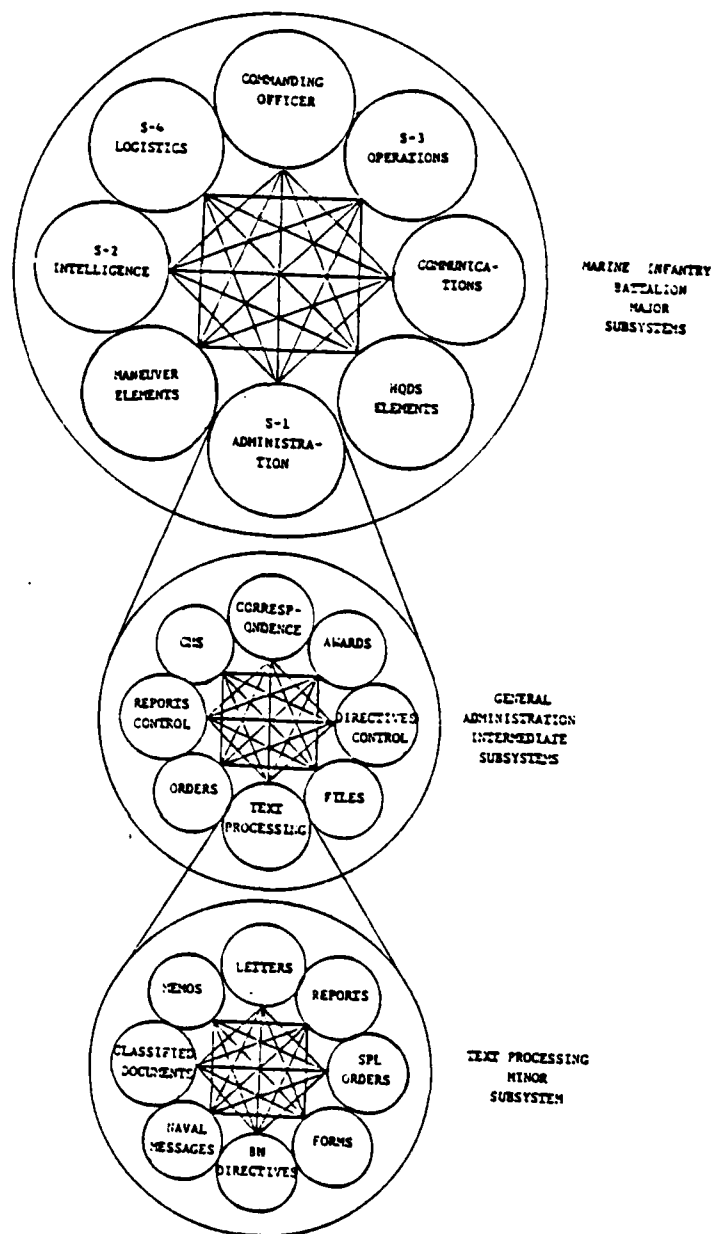 COMMANDING
OFFICER
S-4
LOGISTICS
S-3
OPERATIONS
S-2
INTELLIGENCE
COMMUNICA-
TIONS
MANEUVER
ELEMENTS
HQDS
ELEMENTS
S-1
ADMINISTRA-
TION
MARINE INFANTRY
BATTALION
MAJOR
SUBSYSTEMS
CORRESP-
ONDENCE
CMS
AWARDS
REPORTS
CONTROL
DIRECTIVES
CONTROL
ORDERS
FILES
TEXT
PROCESSING
GENERAL
ADMINISTRATION
INTERMEDIATE
SUBSYSTEMS
LETTERS
MEMOS
REPORTS
CLASSIFIED
DOCUMENTS
SPL
ORDERS
NAVAL
MESSAGES
FORMS
BN
DIRECTIVES
TEXT PROCESSING
MINOR
SUBSYSTEM